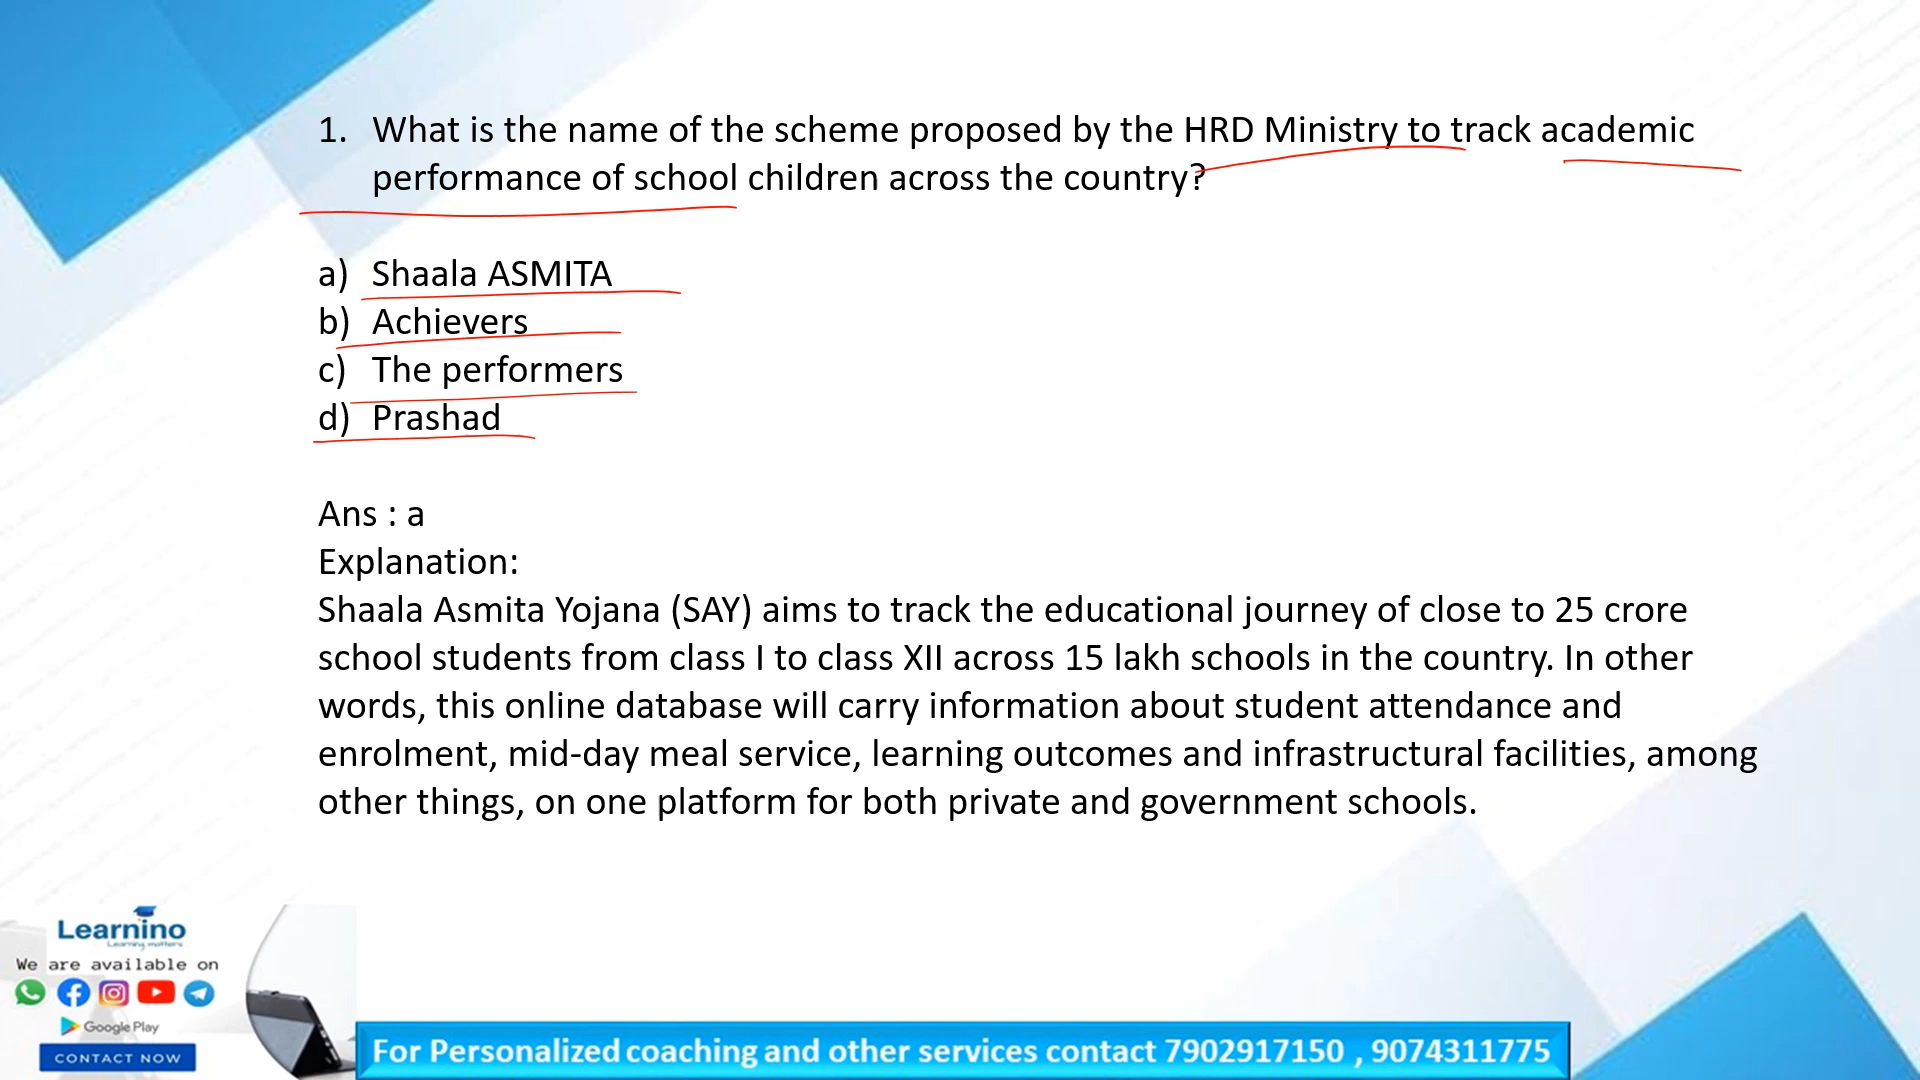 1. What is the name of the scheme proposed by the HRD Ministry to track academic
performance of school children across the country?
a) Shaala ASMITA
b) Achievers
c) The performers
d) Prashad
Ans : a
Explanation:
Shaala Asmita Yojana (SAY) aims to track the educational journey of close to 25 crore
school students from class I to class XII across 15 lakh schools in the country. In other
words, this online database will carry information about student attendance and
enrolment, mid-day meal service, learning outcomes and infrastructural facilities, among
other things, on one platform for both private and government schools.
Learnino
Learning matters
We are available on
Google Play
CONTACT NOW
For Personalized coaching and other services contact 7902917150 , 9074311775